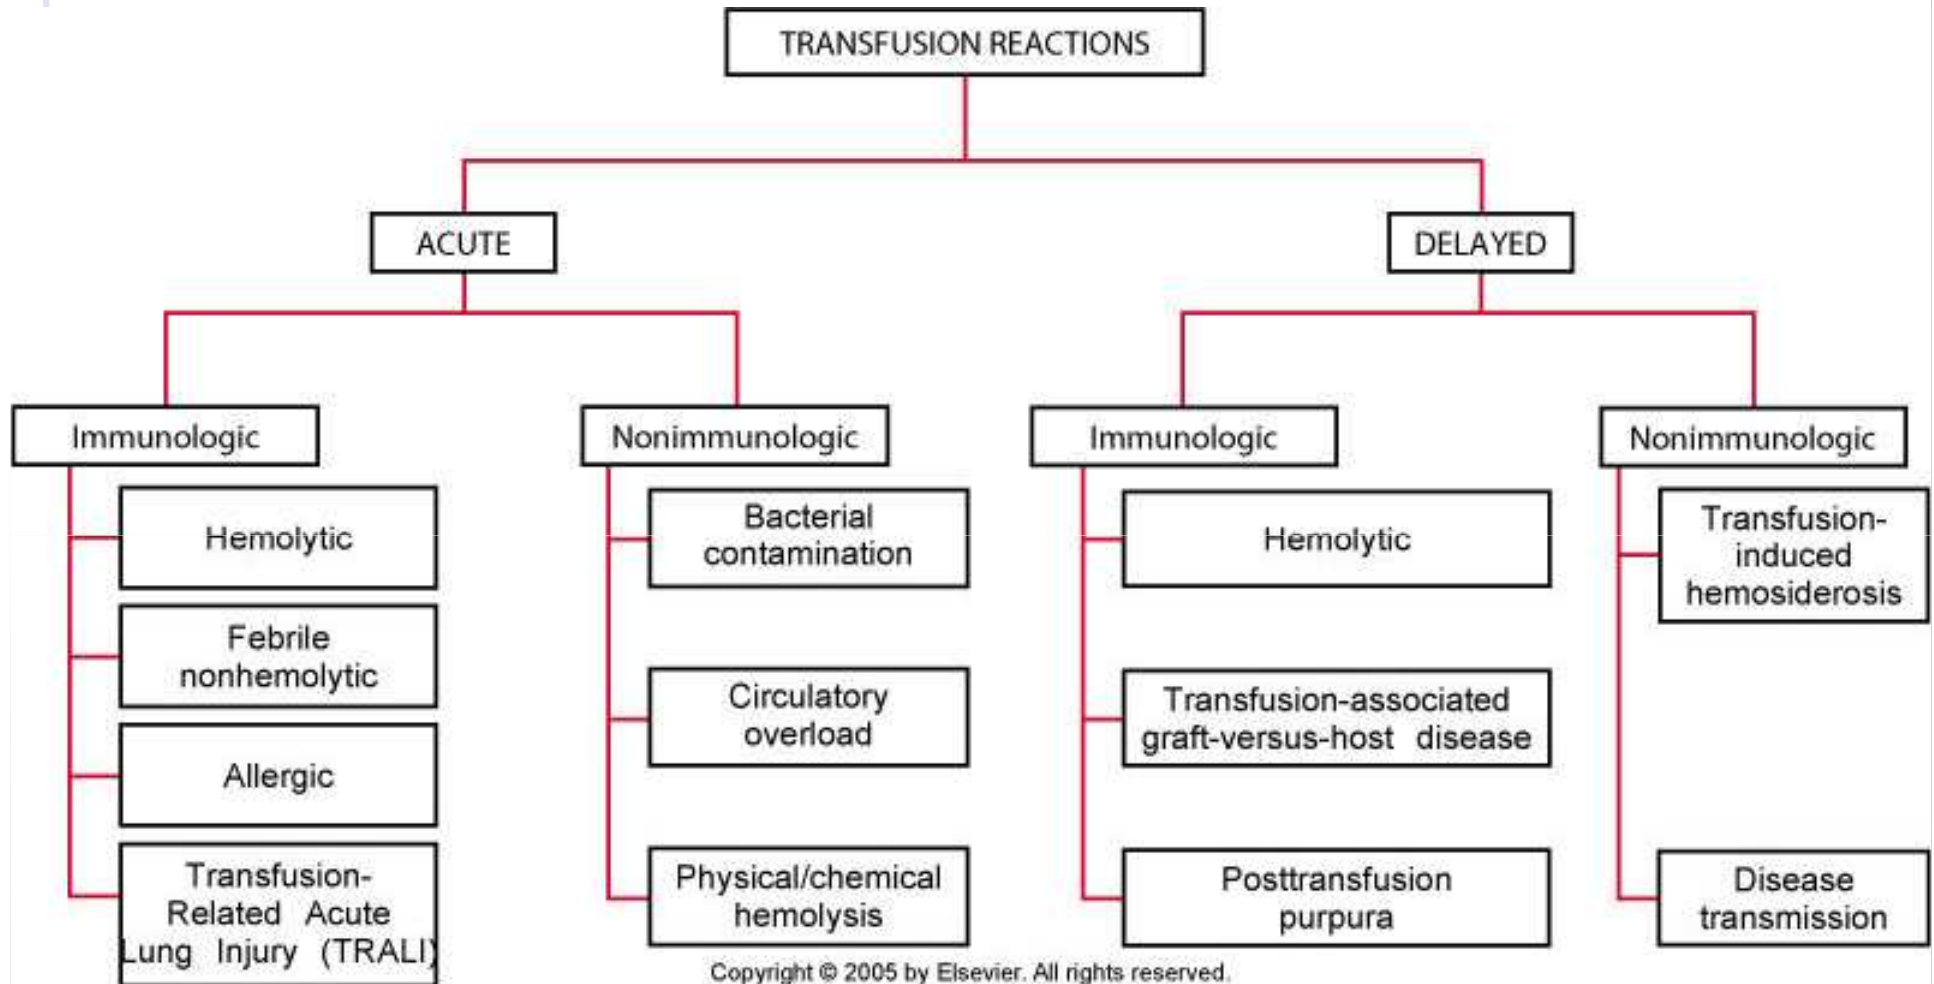 TRANSFUSION REACTIONS
ACUTE
DELAYED
Immunologic
Hemolytic
Febrile
nonhemolytic
Allergic
Transfusion-
Related Acute
Lung Injury (TRALI)
Nonimmunologic
Bacterial
contamination
Circulatory
overload
Physical/chemical
hemolysis
Immunologic
Hemolytic
Transfusion-associated
graft-versus-host disease
Posttransfusion
purpura
Nonimmunologic
Transfusion-
induced
hemosiderosis
Disease
transmission
Copyright © 2005 by Elsevier. All rights reserved.